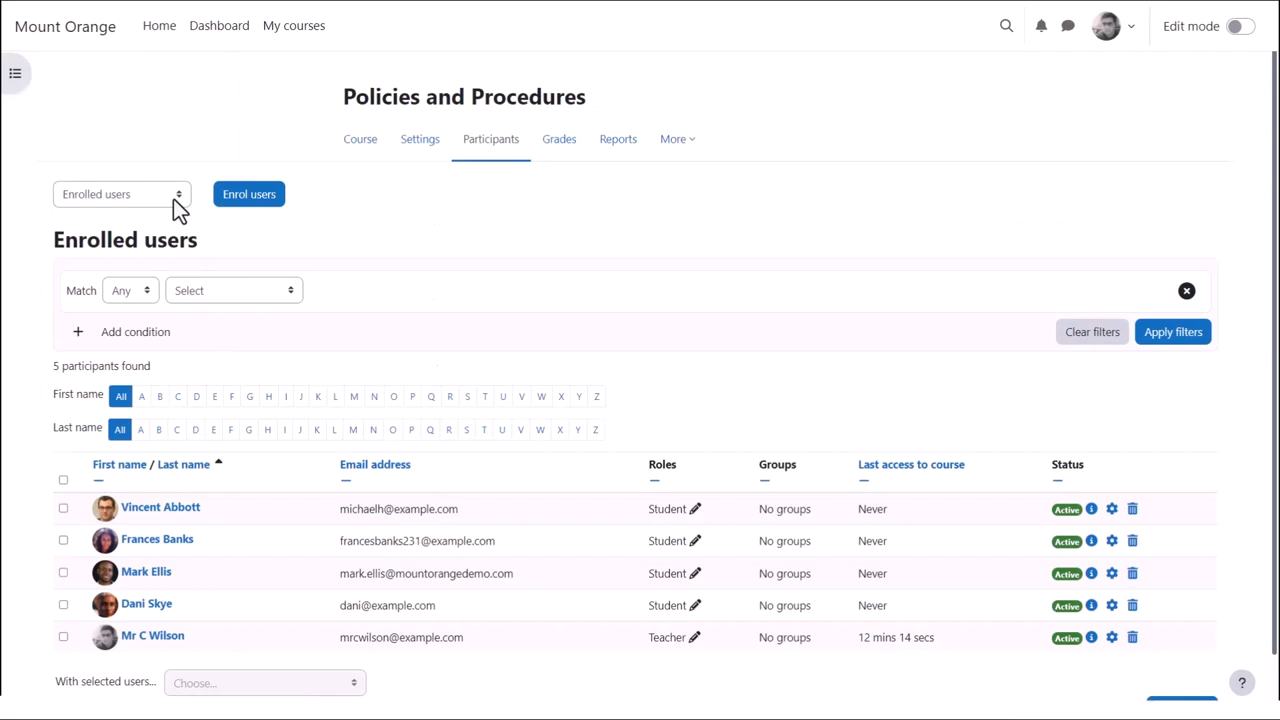 Mount Orange Home Dashboard My courses Edit mode
Policies and Procedures
Course Settings Participants Grades Reports More
Enrolled users Enrol users
Enrolled users
Match Any Select
Add condition Clear filters Apply filters
5 participants found
First name All A B C D E F G H I J K L M N O P Q R S T U V W X Y Z
Last name All A B C D E F G H I J K L M N O P Q R S T U V W X Y Z
First name / Last name Email address Roles Groups Last access to course Status
Vincent Abbott michaelh@example.com Student No groups Never Active
Frances Banks francesbanks231@example.com Student No groups Never Active
Mark Ellis mark.ellis@mountorangedemo.com Student No groups Never Active
Dani Skye dani@example.com Student No groups Never Active
Mr C Wilson mrcwilson@example.com Teacher No groups 12 mins 14 secs Active
With selected users... Choose... ?